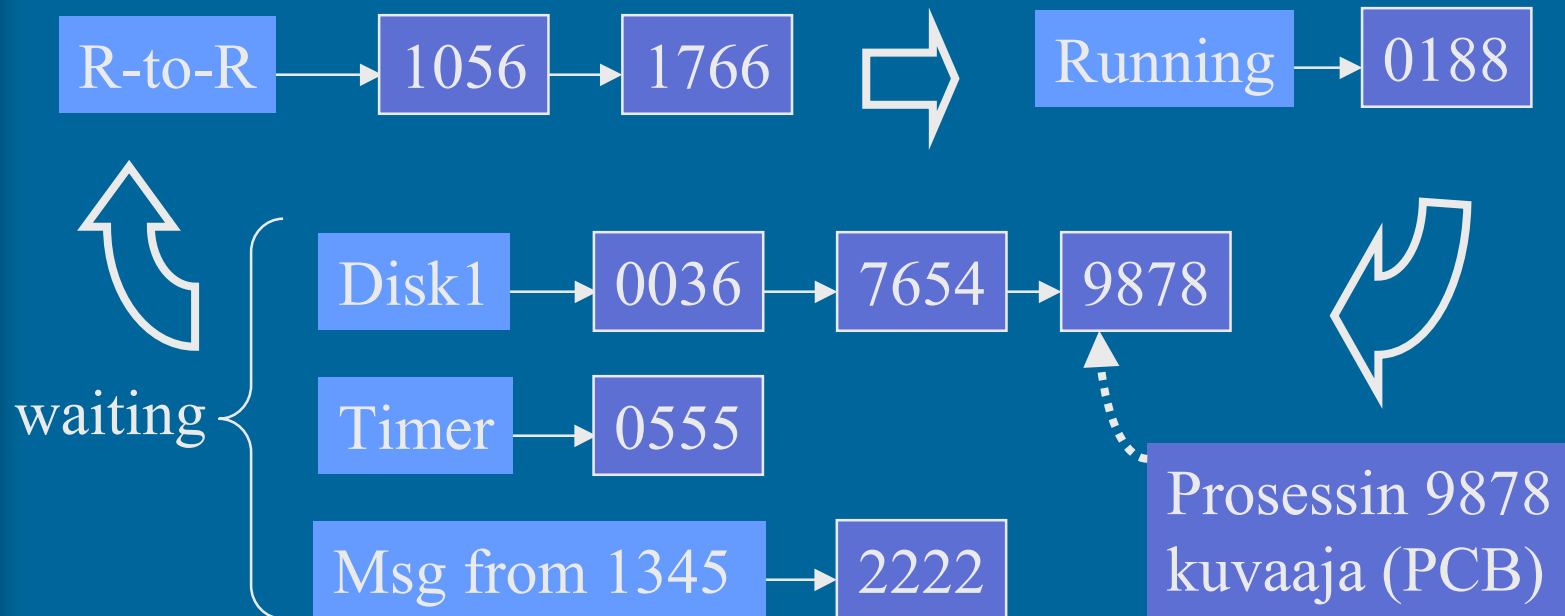 R-to-R 1056 1766 Running 0188
Disk1 0036 7654 9878
waiting
Timer 0555
Prosessin 9878
kuvaaja (PCB)
Msg from 1345 2222